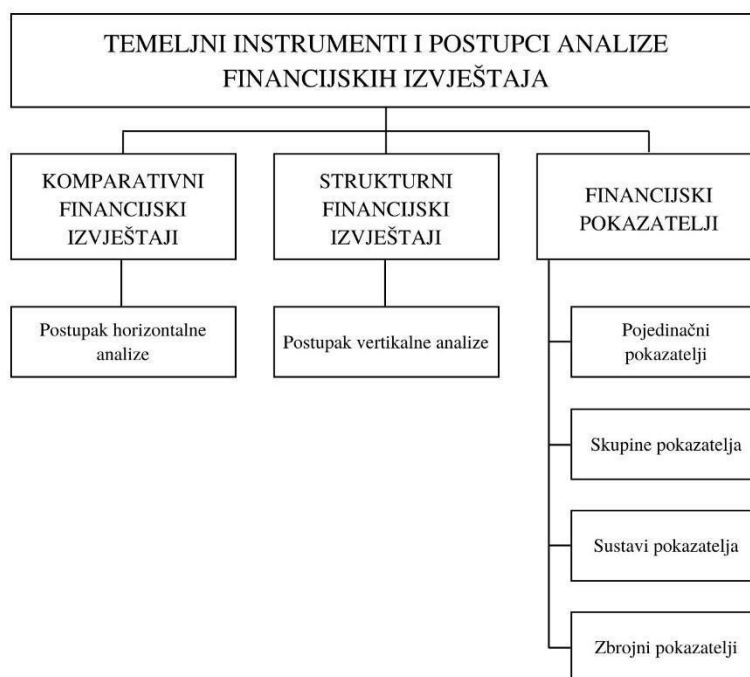 TEMELJNI INSTRUMENTI I POSTUPCI ANALIZE
FINANCIJSKIH IZVJEŠTAJA
KOMPARATIVNI
FINANCIJSKI
IZVJEŠTAJI
STRUKTURNI
FINANCIJSKI
IZVJEŠTAJI
FINANCIJSKI
POKAZATELJI
Postupak horizontalne
analize
Postupak vertikalne analize
Pojedinačni
pokazatelji
Skupine pokazatelja
Sustavi pokazatelja
Zbrojni pokazatelji